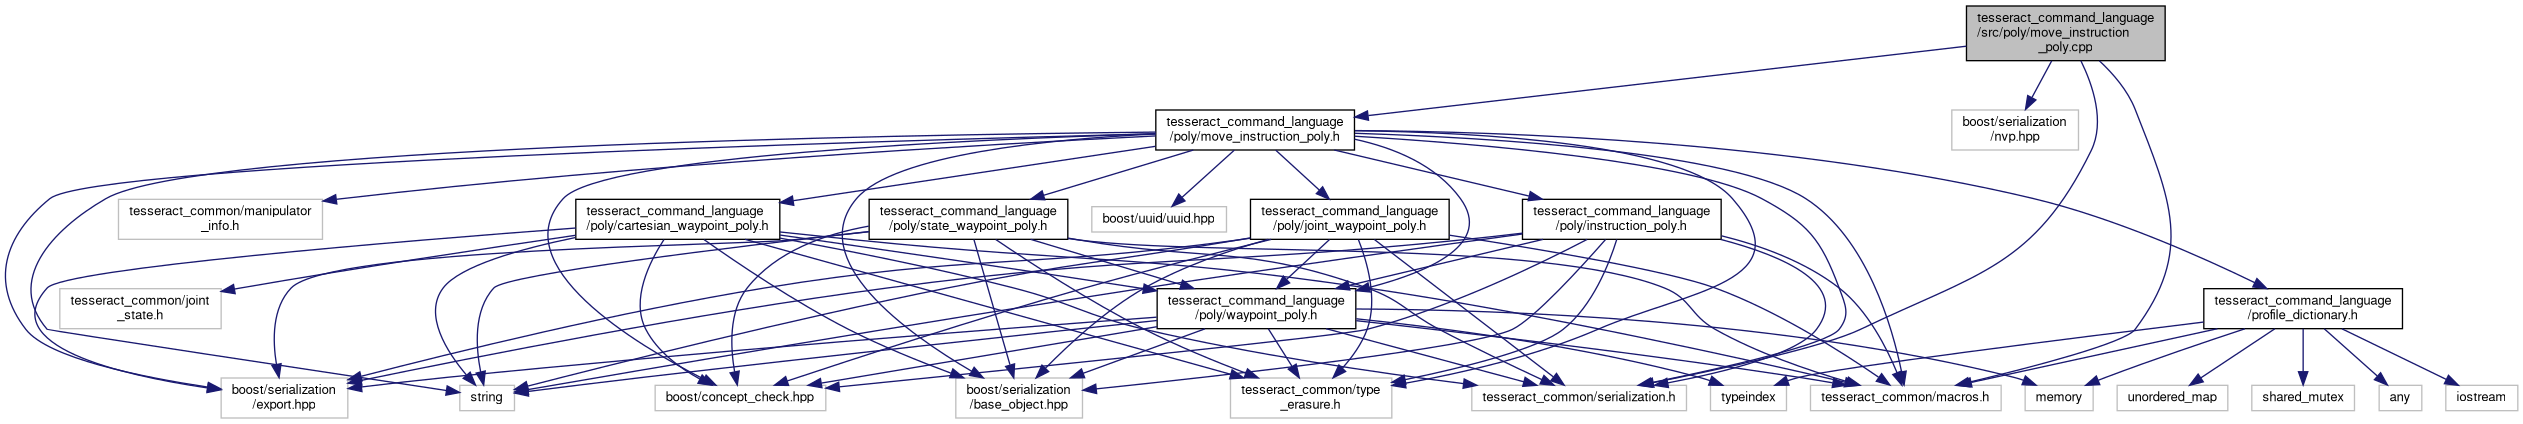 tesseract_command_language
/src/poly/move_instruction
_poly.cpp
tesseract_command_language
/poly/move_instruction_poly.h
boost/serialization
/nvp.hpp
tesseract_common/manipulator
_info.h
tesseract_command_language
/poly/cartesian_waypoint_poly.h
tesseract_command_language
/poly/state_waypoint_poly.h
boost/uuid/uuid.hpp
tesseract_command_language
/poly/joint_waypoint_poly.h
tesseract_command_language
/poly/instruction_poly.h
tesseract_common/joint
_state.h
tesseract_command_language
/poly/waypoint_poly.h
tesseract_command_language
/profile_dictionary.h
boost/serialization
/export.hpp
string
boost/concept_check.hpp
boost/serialization
/base_object.hpp
tesseract_common/type
_erasure.h
tesseract_common/serialization.h
typeindex
tesseract_common/macros.h
memory
unordered_map
shared_mutex
any
iostream